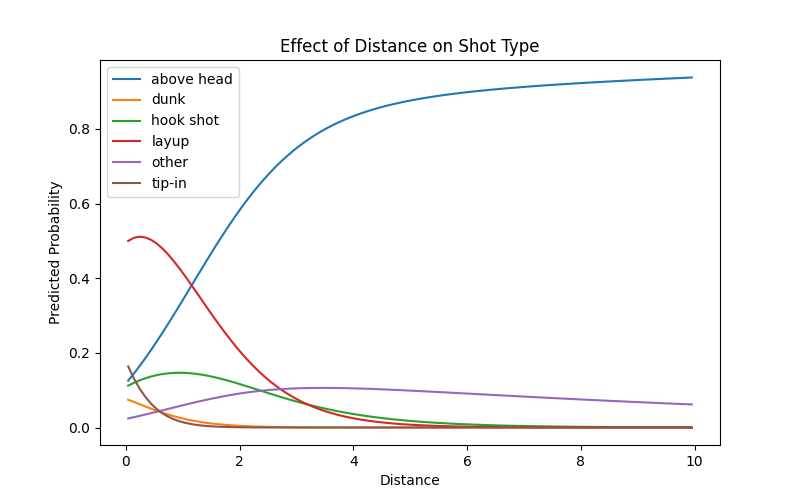 Effect of Distance on Shot Type
above head
dunk
hook shot
layup
other
tip-in
Predicted Probability
0.8
0.6
0.4
0.2
0.0
0 2 4 6 8 10
Distance